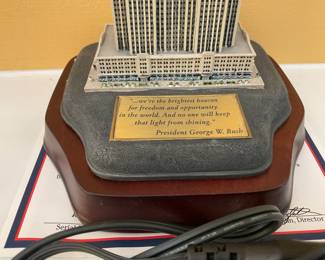 "...we're the brightest beacon
for freedom and opportunity
in the world. And no one will keep
that light from shining."
President George W. Bush
Director
Seri